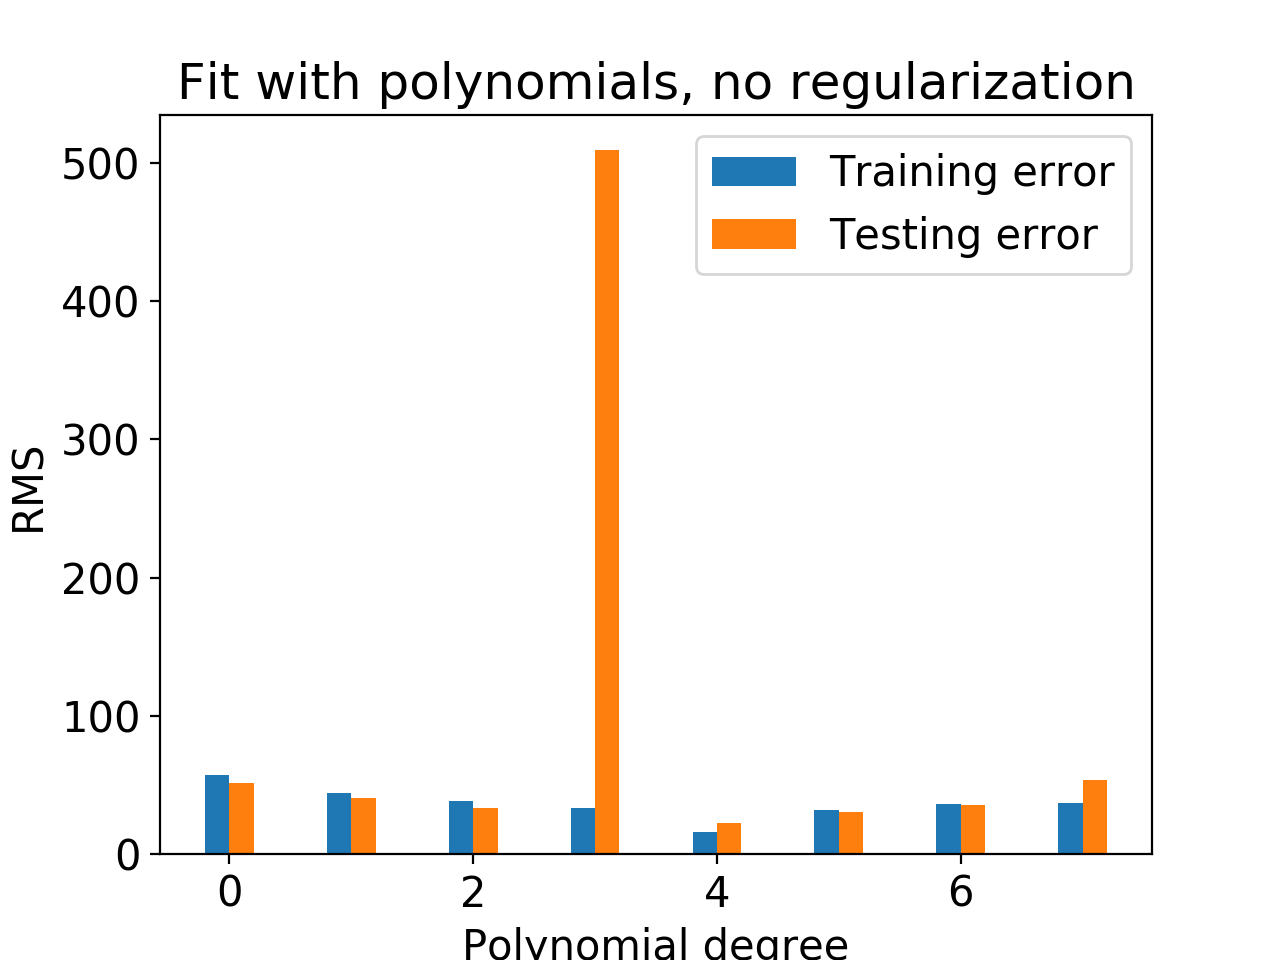 Fit with polynomials, no regularization
Training error
Testing error
500
400
300
200
100
0
RMS
0 2 4 6
Polynomial degree